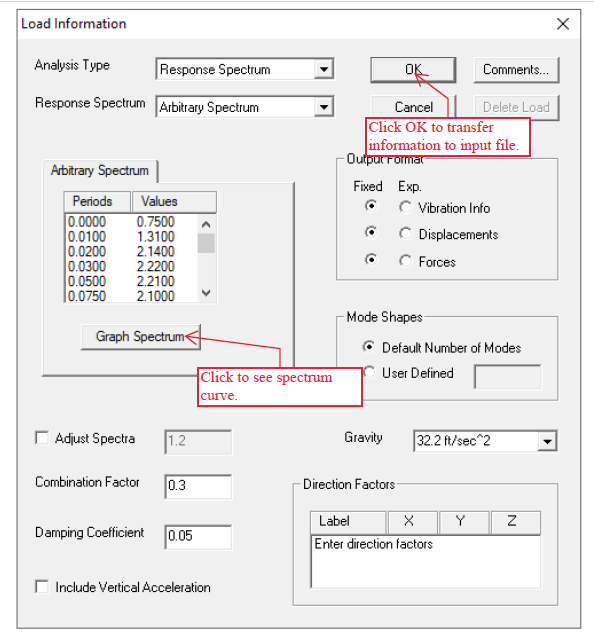 Load Information
Analysis Type
Response Spectrum
OK
Comments...
Response Spectrum
Arbitrary Spectrum
Cancel
Delete Load
Click OK to transfer
information to input file.
Arbitrary Spectrum
Periods Values
0.0000 0.7500
0.0100 1.3100
0.0200 2.1400
0.0300 2.2200
0.0500 2.2100
0.0750 2.1000
Graph Spectrum
Click to see spectrum
curve.
Output Format
Fixed Exp.
Vibration Info
Displacements
Forces
Mode Shapes
Default Number of Modes
User Defined
Adjust Spectra
1.2
Gravity
32.2 ft/sec^2
Combination Factor
0.3
Damping Coefficient
0.05
Include Vertical Acceleration
Direction Factors
Label X Y Z
Enter direction factors